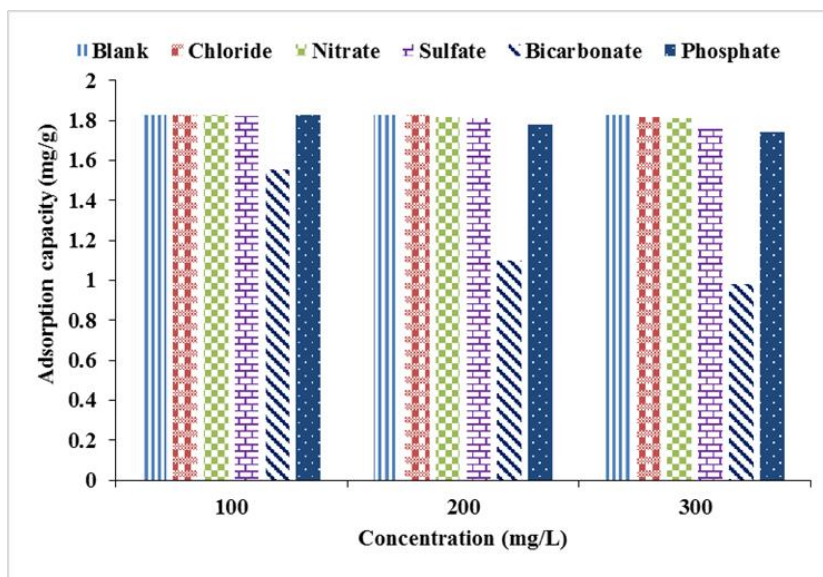 Blank Chloride Nitrate Sulfate Bicarbonate Phosphate
2
1.8
1.6
1.4
1.2
1
0.8
0.6
0.4
0.2
0
Adsorption capacity (mg/g)
100 200 300
Concentration (mg/L)